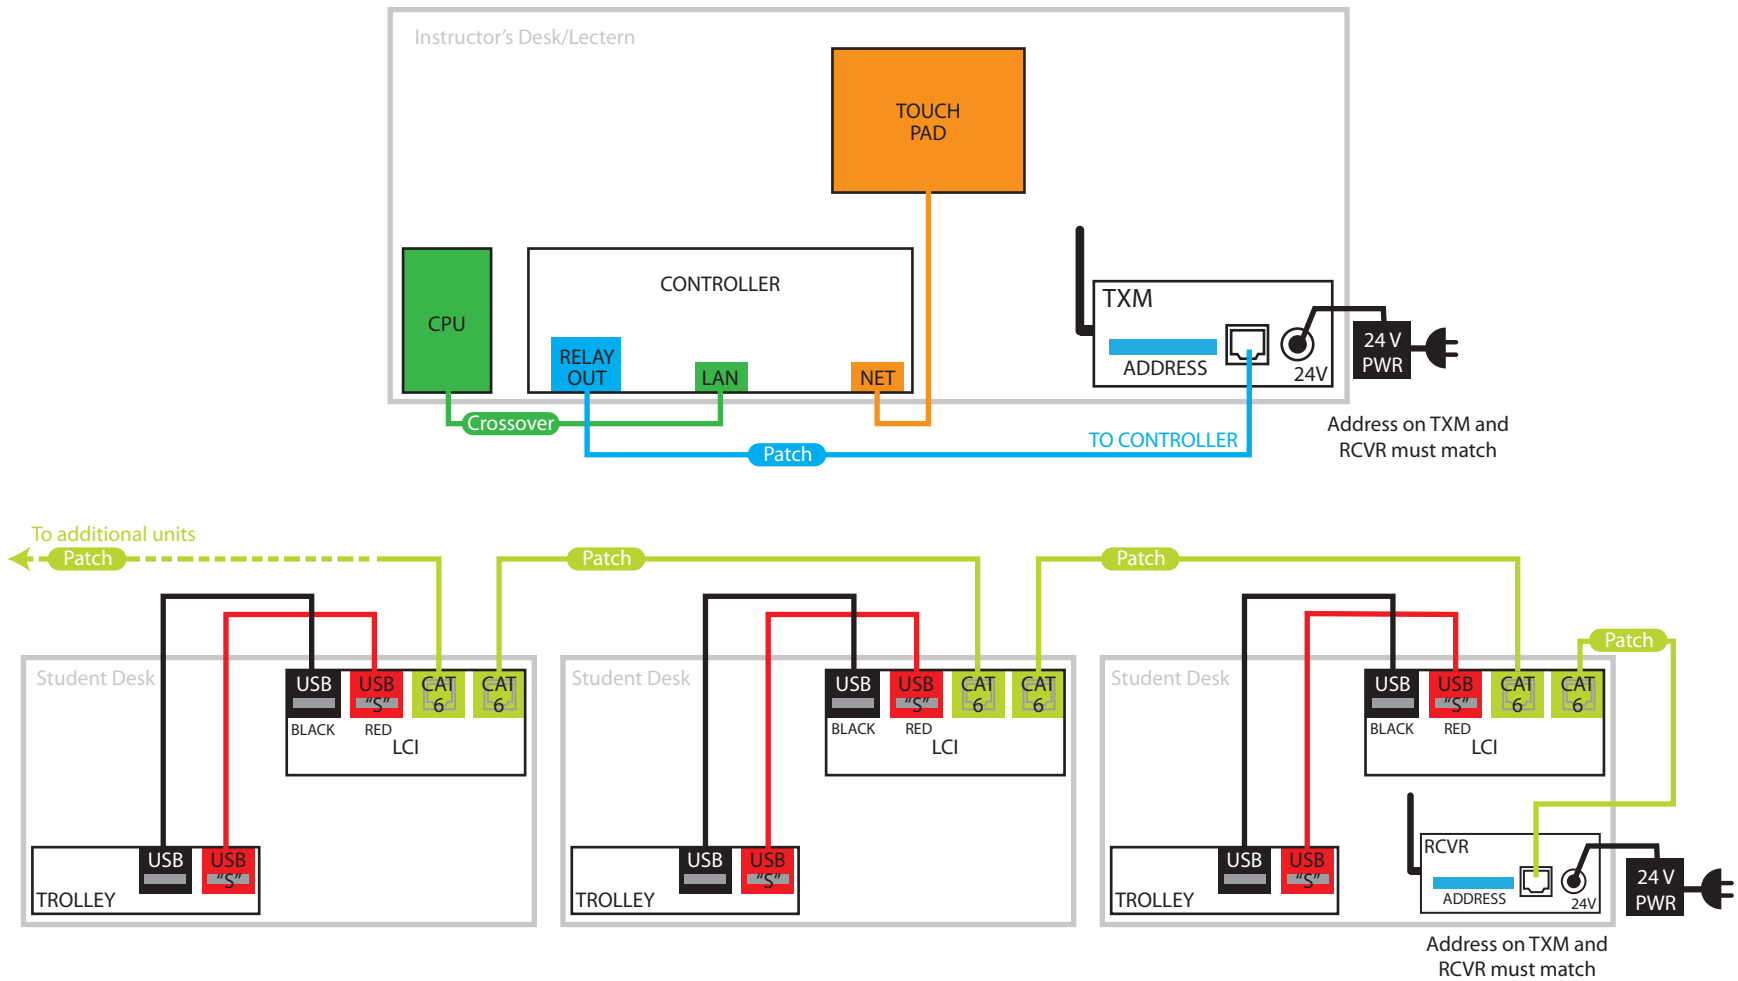 Instructor's Desk/Lectern
TOUCH
PAD
CPU
CONTROLLER
RELAY
OUT
LAN
NET
TXM
ADDRESS
24V
24 V
PWR
Crossover
Patch
TO CONTROLLER
Address on TXM and
RCVR must match
To additional units
Patch
Patch
Patch
Patch
Student Desk
USB
USB
“S”
CAT
6
CAT
6
BLACK
RED
LCI
USB
USB
“S”
TROLLEY
Student Desk
USB
USB
“S”
CAT
6
CAT
6
BLACK
RED
LCI
USB
USB
“S”
TROLLEY
Student Desk
USB
USB
“S”
CAT
6
CAT
6
BLACK
RED
LCI
USB
USB
“S”
TROLLEY
RCVR
ADDRESS
24V
24 V
PWR
Address on TXM and
RCVR must match